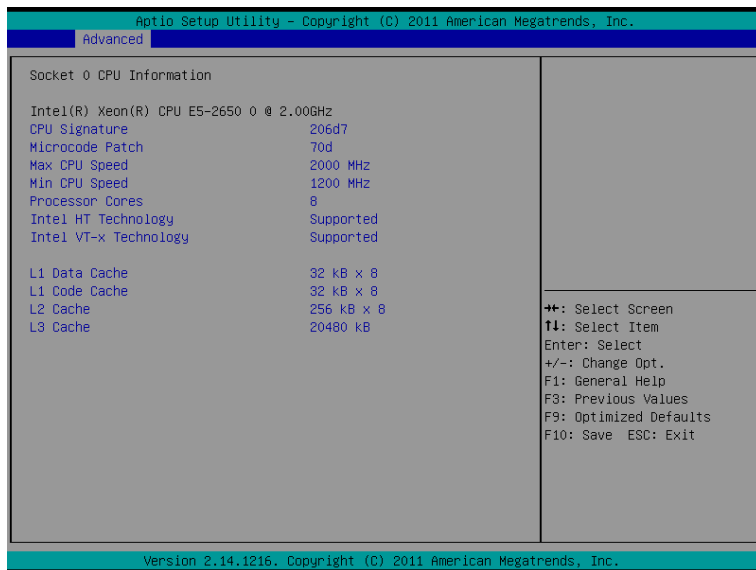 Aptio Setup Utility – Copyright (C) 2011 American Megatrends, Inc.
Advanced
Socket 0 CPU Information
Intel(R) Xeon(R) CPU E5-2650 0 @ 2.00GHz
CPU Signature 206d7
Microcode Patch 70d
Max CPU Speed 2000 MHz
Min CPU Speed 1200 MHz
Processor Cores 8
Intel HT Technology Supported
Intel VT-x Technology Supported
L1 Data Cache 32 kB x 8
L1 Code Cache 32 kB x 8
L2 Cache 256 kB x 8
L3 Cache 20480 kB
→←: Select Screen
↑↓: Select Item
Enter: Select
+/-: Change Opt.
F1: General Help
F3: Previous Values
F9: Optimized Defaults
F10: Save  ESC: Exit
Version 2.14.1216. Copyright (C) 2011 American Megatrends, Inc.